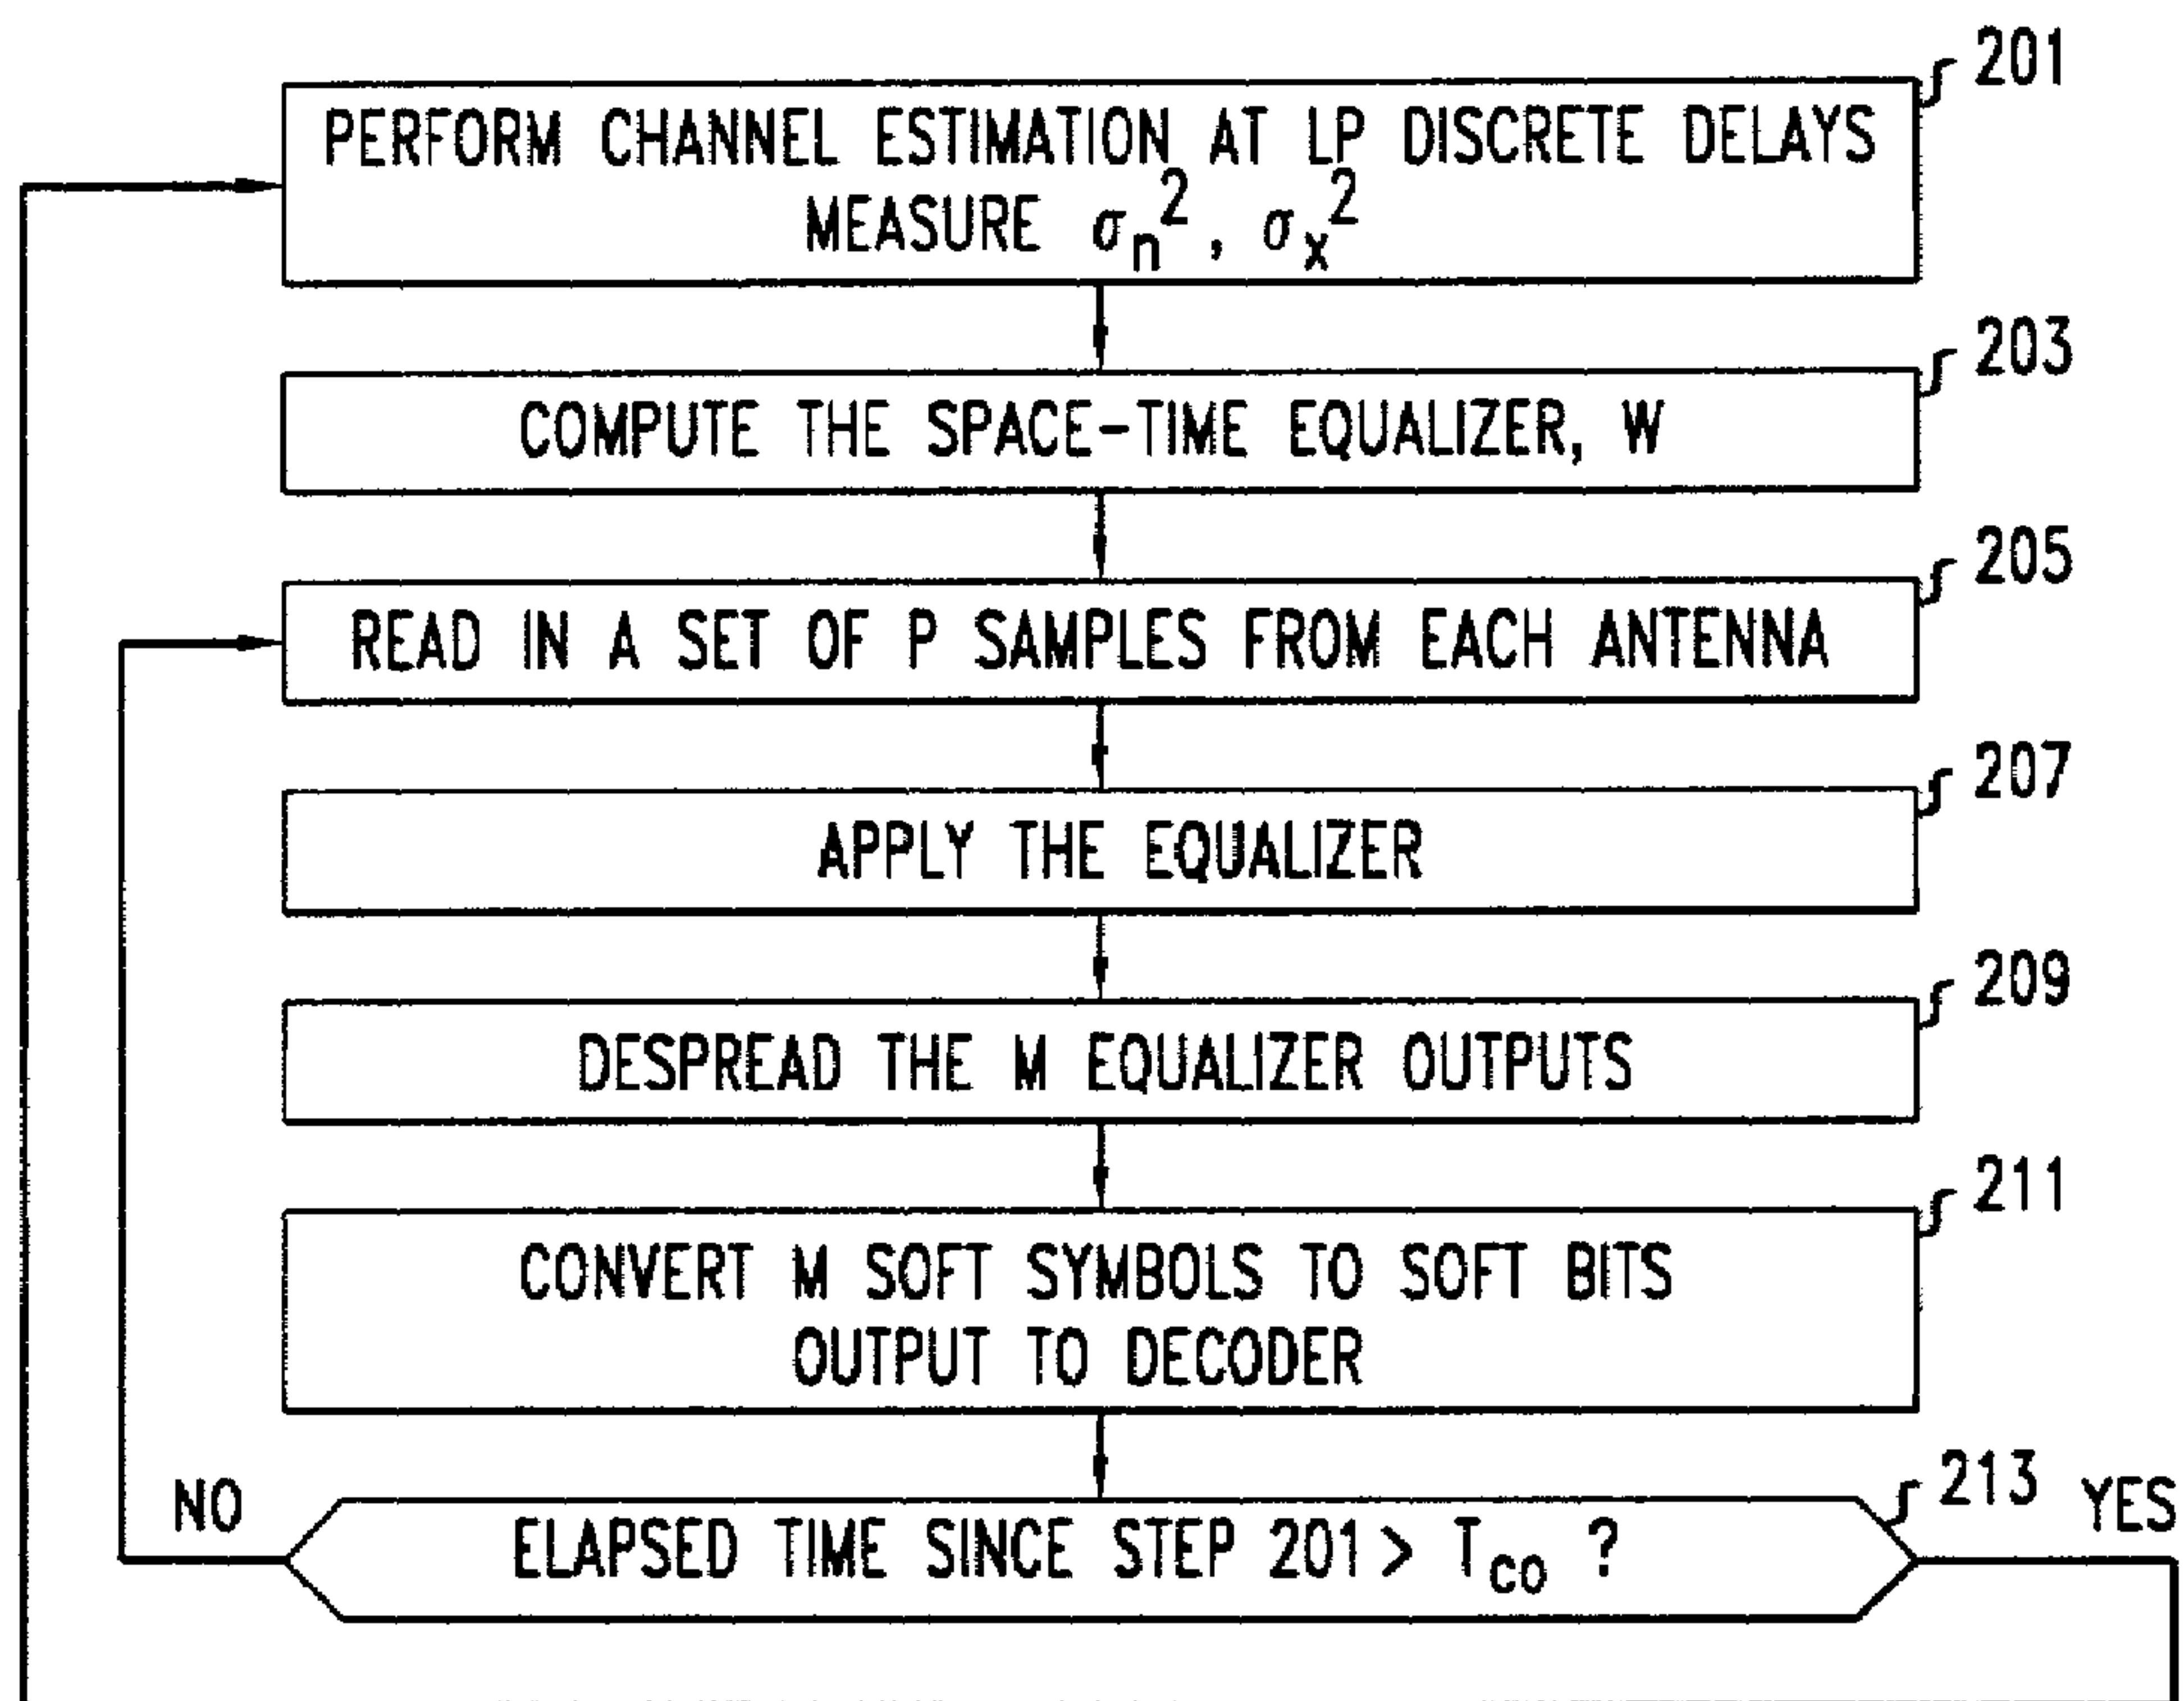 201
PERFORM CHANNEL ESTIMATION AT LP DISCRETE DELAYS
MEASURE σn², σx²
203
COMPUTE THE SPACE-TIME EQUALIZER, W
205
READ IN A SET OF P SAMPLES FROM EACH ANTENNA
207
APPLY THE EQUALIZER
209
DESPREAD THE M EQUALIZER OUTPUTS
211
CONVERT M SOFT SYMBOLS TO SOFT BITS
OUTPUT TO DECODER
213
NO
YES
ELAPSED TIME SINCE STEP 201 > TCO ?